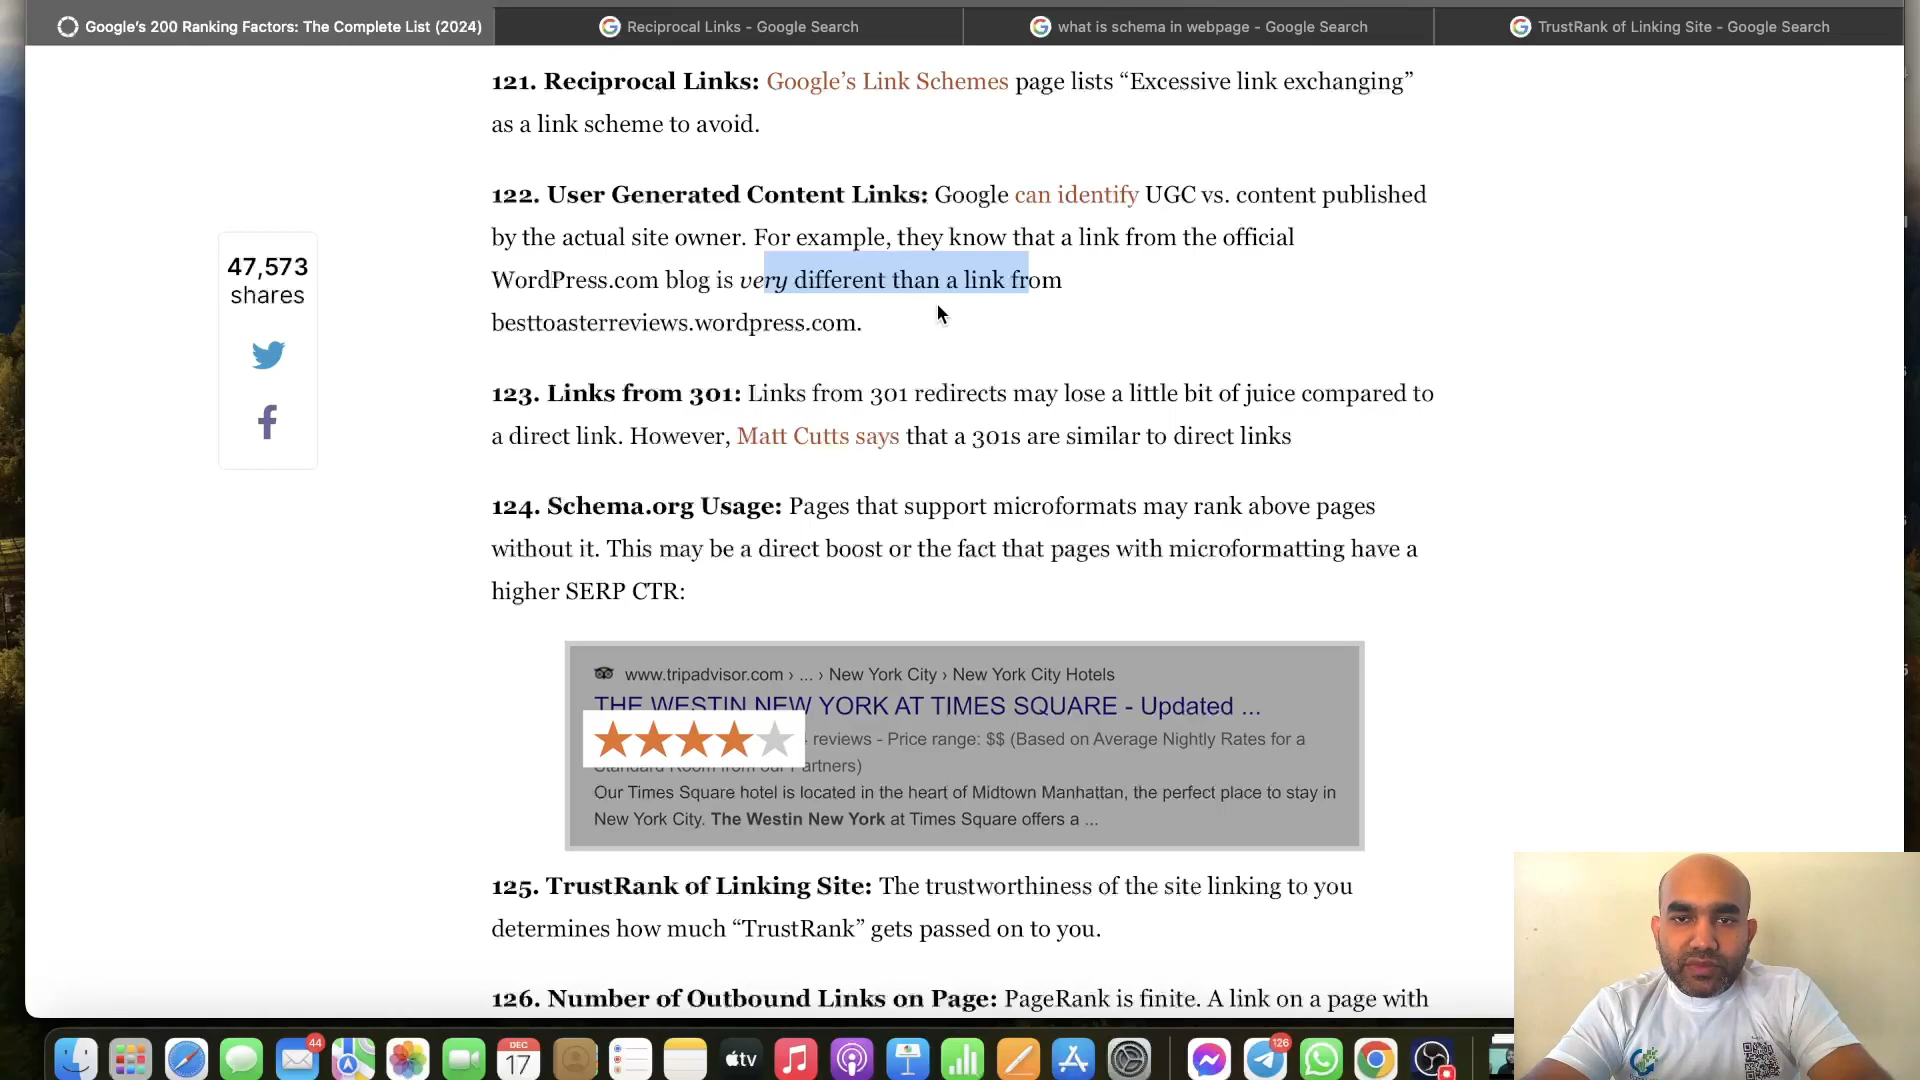 Google's 200 Ranking Factors: The Complete List (2024)
Reciprocal Links - Google Search
what is schema in webpage - Google Search
TrustRank of Linking Site - Google Search
121. Reciprocal Links: Google's Link Schemes page lists “Excessive link exchanging”
as a link scheme to avoid.
122. User Generated Content Links: Google can identify UGC vs. content published
by the actual site owner. For example, they know that a link from the official
WordPress.com blog is very different than a link from
besttoasterreviews.wordpress.com.
47,573
shares
123. Links from 301: Links from 301 redirects may lose a little bit of juice compared to
a direct link. However, Matt Cutts says that a 301s are similar to direct links
124. Schema.org Usage: Pages that support microformats may rank above pages
without it. This may be a direct boost or the fact that pages with microformatting have a
higher SERP CTR:
www.tripadvisor.com › ... › New York City › New York City Hotels
THE WESTIN NEW YORK AT TIMES SQUARE - Updated ...
reviews - Price range: $$ (Based on Average Nightly Rates for a
Standard Room from our Partners)
Our Times Square hotel is located in the heart of Midtown Manhattan, the perfect place to stay in
New York City. The Westin New York at Times Square offers a ...
125. TrustRank of Linking Site: The trustworthiness of the site linking to you
determines how much “TrustRank” gets passed on to you.
126. Number of Outbound Links on Page: PageRank is finite. A link on a page with
44
DEC
17
tv
126